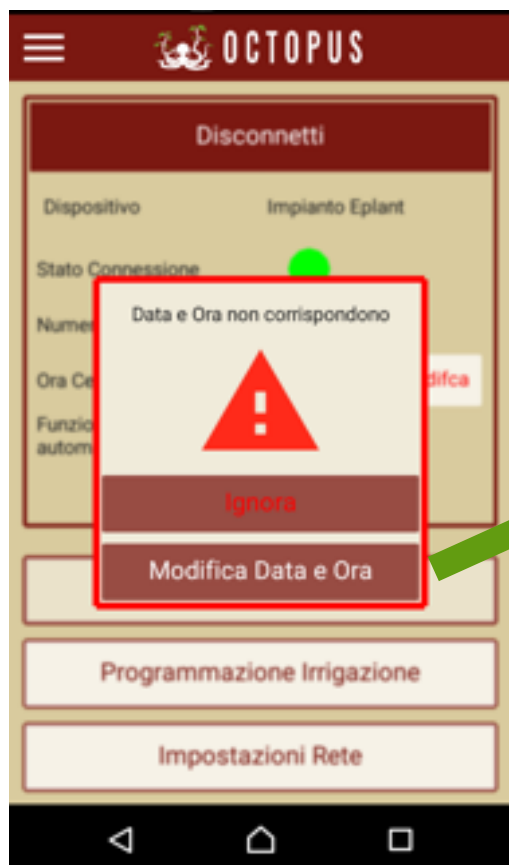 OCTOPUS
Disconnetti
Dispositivo Impianto Eplant
Stato Connessione
Data e Ora non corrispondono
Ora
Ignora
Modifica Data e Ora
Programmazione Irrigazione
Impostazioni Rete